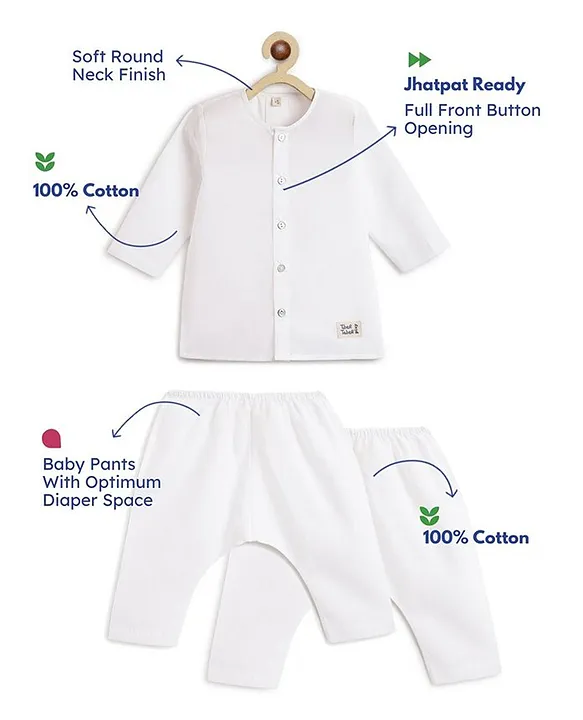 Soft Round
Neck Finish
Jhatpat Ready
Full Front Button
Opening
100% Cotton
Baby Pants
With Optimum
Diaper Space
100% Cotton